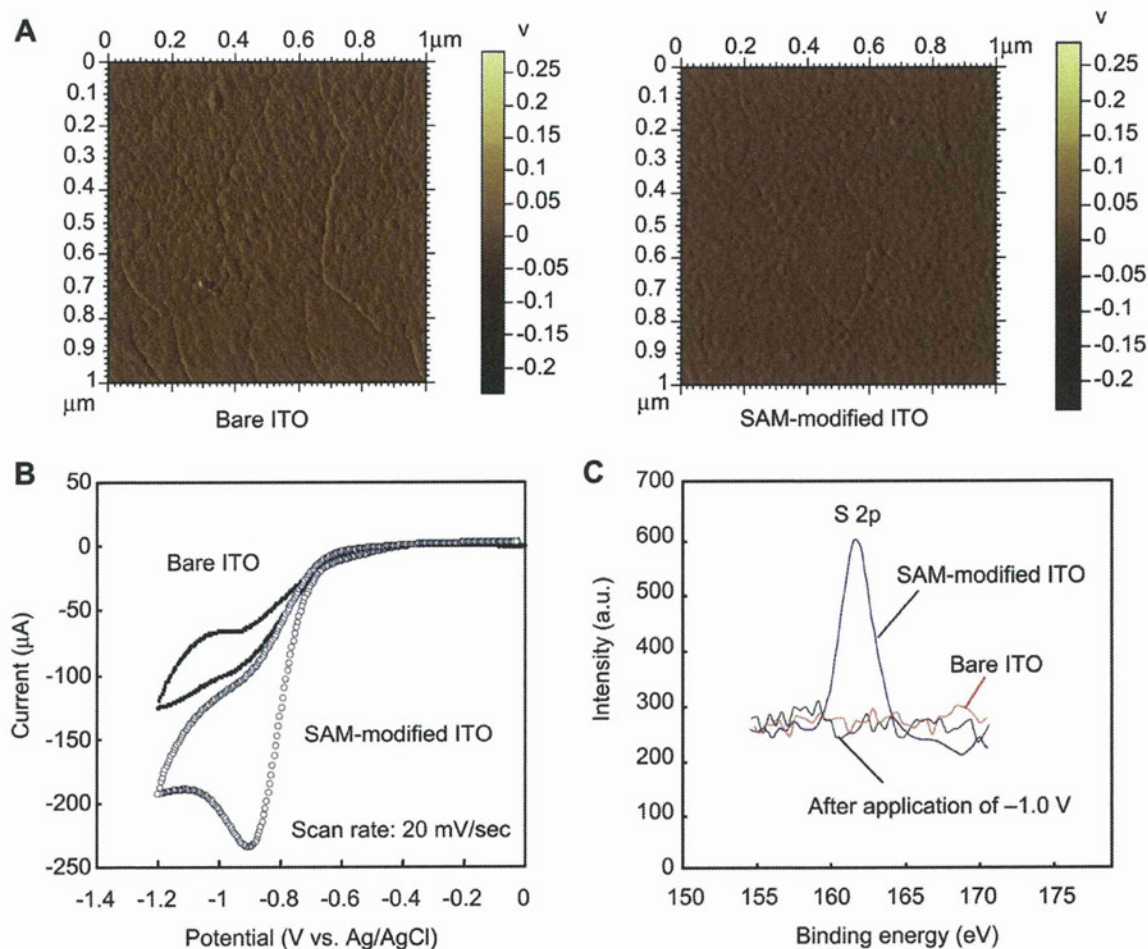 A
0 0.2 0.4 0.6 0.8 1μm
v
0
0.1
0.2
0.3
0.4
0.5
0.6
0.7
0.8
0.9
1
μm
0.25
0.2
0.15
0.1
0.05
0
-0.05
-0.1
-0.15
-0.2
Bare ITO
0 0.2 0.4 0.6 0.8 1μm
v
0
0.1
0.2
0.3
0.4
0.5
0.6
0.7
0.8
0.9
1
μm
0.25
0.2
0.15
0.1
0.05
0
-0.05
-0.1
-0.15
-0.2
SAM-modified ITO
B
50
0
-50
-100
-150
-200
-250
Current (μA)
Bare ITO
SAM-modified ITO
Scan rate: 20 mV/sec
-1.4 -1.2 -1 -0.8 -0.6 -0.4 -0.2 0
Potential (V vs. Ag/AgCl)
C
700
600
500
400
300
200
100
0
Intensity (a.u.)
S 2p
SAM-modified ITO
Bare ITO
After application of –1.0 V
150 155 160 165 170 175
Binding energy (eV)